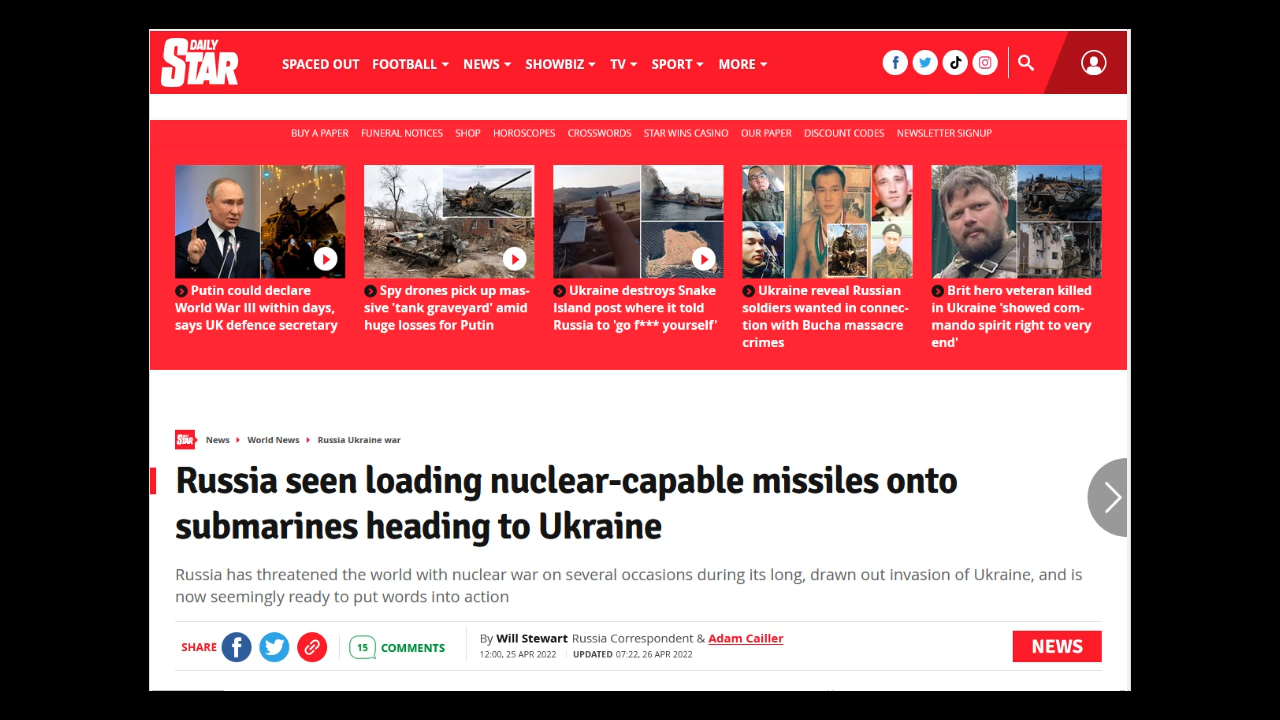 DAILY
STAR
SPACED OUT FOOTBALL NEWS SHOWBIZ TV SPORT MORE
BUY A PAPER FUNERAL NOTICES SHOP HOROSCOPES CROSSWORDS STAR WINS CASINO OUR PAPER DISCOUNT CODES NEWSLETTER SIGNUP
Putin could declare
World War III within days,
says UK defence secretary
Spy drones pick up mas-
sive 'tank graveyard' amid
huge losses for Putin
Ukraine destroys Snake
Island post where it told
Russia to 'go f*** yourself'
Ukraine reveal Russian
soldiers wanted in connec-
tion with Bucha massacre
crimes
Brit hero veteran killed
in Ukraine 'showed com-
mando spirit right to very
end'
STAR News World News Russia Ukraine war
Russia seen loading nuclear-capable missiles onto
submarines heading to Ukraine
Russia has threatened the world with nuclear war on several occasions during its long, drawn out invasion of Ukraine, and is
now seemingly ready to put words into action
SHARE 15 COMMENTS
By Will Stewart Russia Correspondent & Adam Cailler
12:00, 25 APR 2022 UPDATED 07:22, 26 APR 2022
NEWS